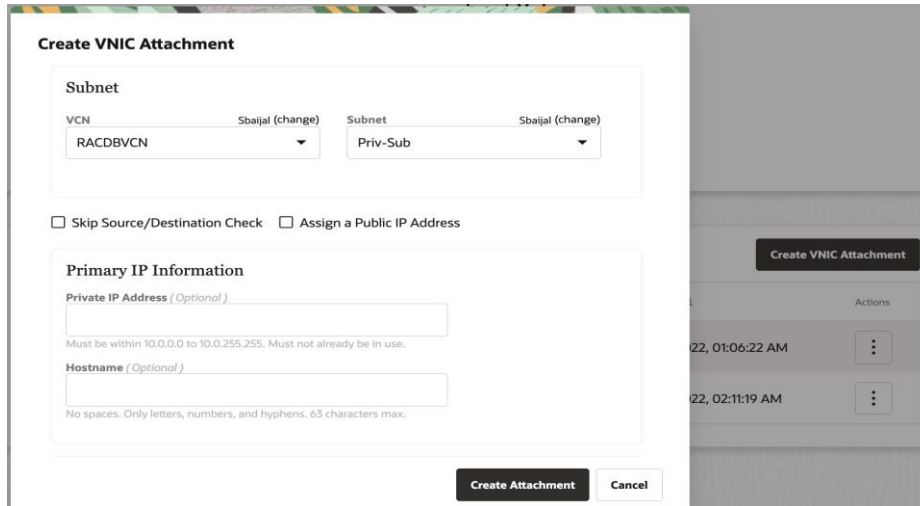 Create VNIC Attachment
Subnet
VCN Sbaijal (change) Subnet Sbaijal (change)
RACDBVCN Priv-Sub
Skip Source/Destination Check Assign a Public IP Address
Primary IP Information
Private IP Address (Optional)
Must be within 10.0.0.0 to 10.0.255.255. Must not already be in use.
Hostname (Optional)
No spaces. Only letters, numbers, and hyphens. 63 characters max.
Create Attachment Cancel
Create VNIC Attachment
Actions
22, 01:06:22 AM
22, 02:11:19 AM